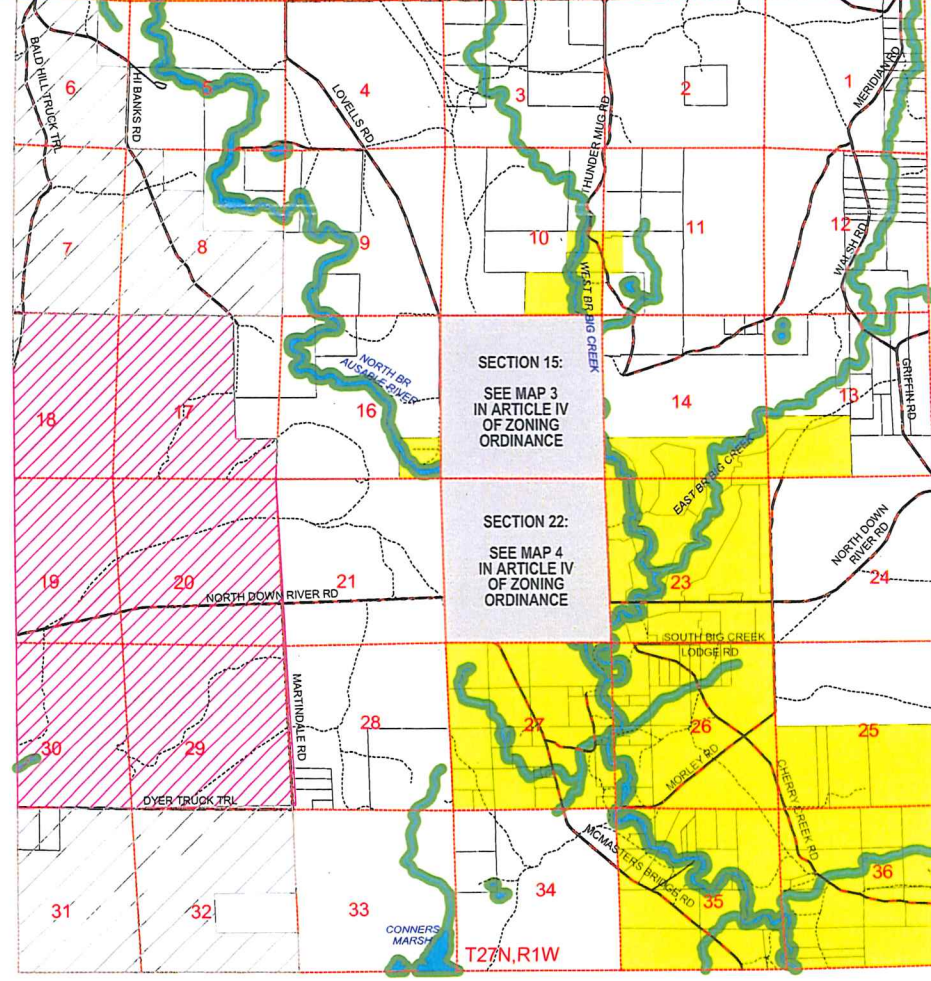 BALD HILL TRUCK TRL
6
HI BANKS RD
5
LOVELLS RD
4
3
THUNDER MUG RD
2
1
MERIDIAN RD
7
8
9
10
WEST BR BIG CREEK
11
12
WALSH RD
18
17
NORTH BR
AUSABLE RIVER
16
SECTION 15:
SEE MAP 3
IN ARTICLE IV
OF ZONING
ORDINANCE
14
13
GRIFFIN RD
EAST BR BIG CREEK
19
20
21
NORTH DOWN RIVER RD
SECTION 22:
SEE MAP 4
IN ARTICLE IV
OF ZONING
ORDINANCE
23
NORTH DOWN
RIVER RD
24
SOUTH BIG CREEK
LODGE RD
30
29
MARTINDALE RD
28
27
26
MORLEY RD
CHERRY CREEK RD
25
DYER TRUCK TRL
31
32
33
CONNERS
MARSH
34
MCMASTERS BRIDGE RD
35
36
T27N,R1W